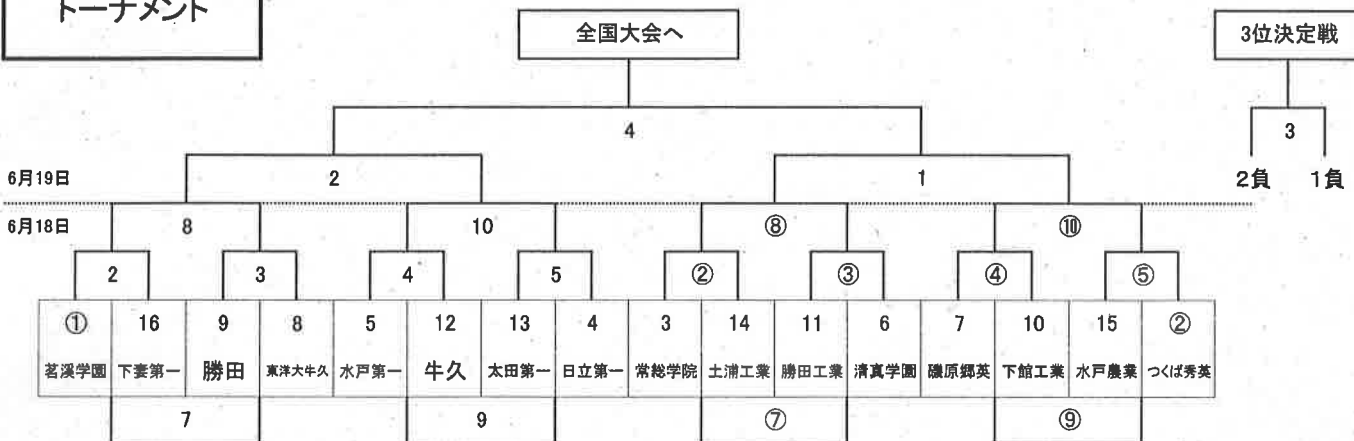 トーナメント
全国大会へ
3位決定戦
4
3
6月19日
2
1
2負
1負
6月18日
8
10
⑧
⑩
2
3
4
5
②
③
④
⑤
① 16 9 8 5 12 13 4 3 14 11 6 7 10 15 ②
茗溪学園 下妻第一 勝田 東洋大牛久 水戸第一 牛久 太田第一 日立第一 常総学院 土浦工業 勝田工業 清真学園 磯原郷英 下館工業 水戸農業 つくば秀英
7
9
⑦
⑨